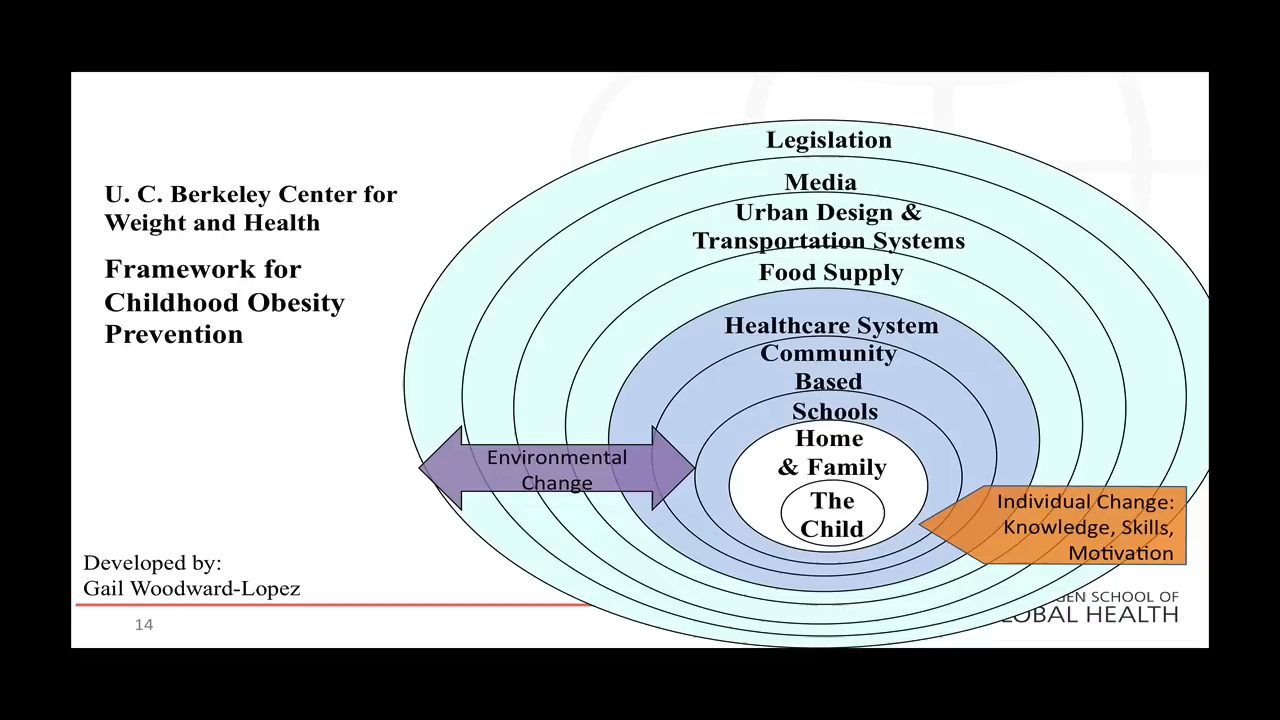 U. C. Berkeley Center for
Weight and Health
Framework for
Childhood Obesity
Prevention
Legislation
Media
Urban Design &
Transportation Systems
Food Supply
Healthcare System
Community
Based
Schools
Home
& Family
The
Child
Environmental
Change
Individual Change:
Knowledge, Skills,
Motivation
Developed by:
Gail Woodward-Lopez
14
SCHOOL OF
HEALTH